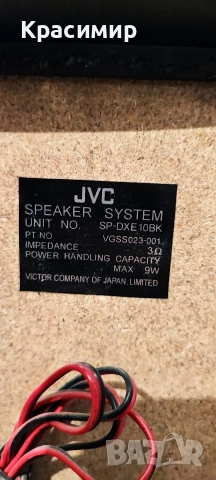 Красимир
JVC
SPEAKER SYSTEM
UNIT NO. SP-DXE10BK
PT NO. VGSS023-001
IMPEDANCE 3Ω
POWER HANDLING CAPACITY
MAX 9W
VICTOR COMPANY OF JAPAN, LIMITED
BAZAR
bg